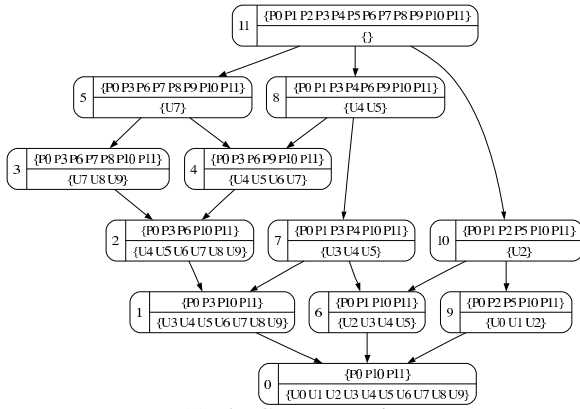 11
{P0 P1 P2 P3 P4 P5 P6 P7 P8 P9 P10 P11}
{}
5
{P0 P3 P6 P7 P8 P9 P10 P11}
{U7}
8
{P0 P1 P3 P4 P6 P9 P10 P11}
{U4 U5}
3
{P0 P3 P6 P7 P8 P10 P11}
{U7 U8 U9}
4
{P0 P3 P6 P9 P10 P11}
{U4 U5 U6 U7}
2
{P0 P3 P6 P10 P11}
{U4 U5 U6 U7 U8 U9}
7
{P0 P1 P3 P4 P10 P11}
{U3 U4 U5}
10
{P0 P1 P2 P5 P10 P11}
{U2}
1
{P0 P3 P10 P11}
{U3 U4 U5 U6 U7 U8 U9}
6
{P0 P1 P10 P11}
{U2 U3 U4 U5}
9
{P0 P2 P5 P10 P11}
{U0 U1 U2}
0
{P0 P10 P11}
{U0 U1 U2 U3 U4 U5 U6 U7 U8 U9}